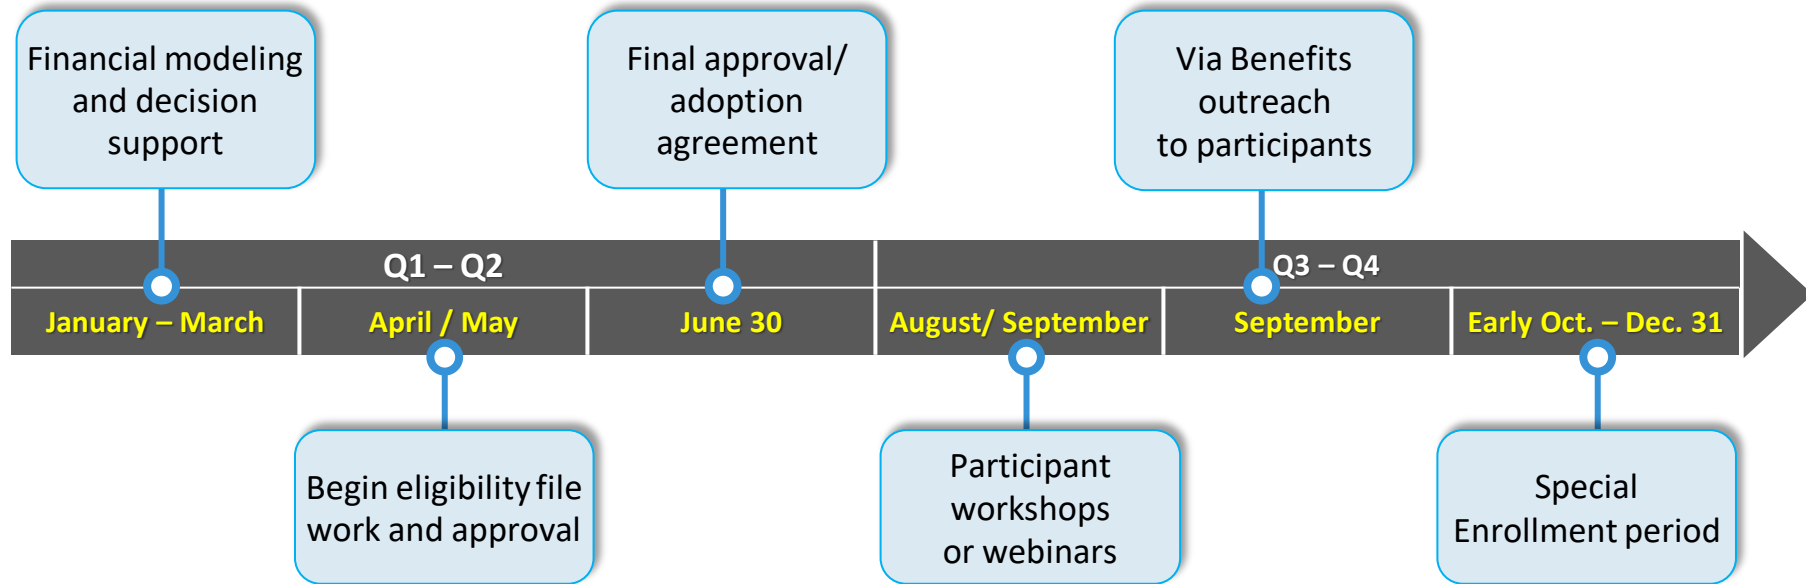 Financial modeling
and decision
support
Final approval/
adoption
agreement
Via Benefits
outreach
to participants
Q1 – Q2
Q3 – Q4
January – March
April / May
June 30
August/ September
September
Early Oct. – Dec. 31
Begin eligibility file
work and approval
Participant
workshops
or webinars
Special
Enrollment period